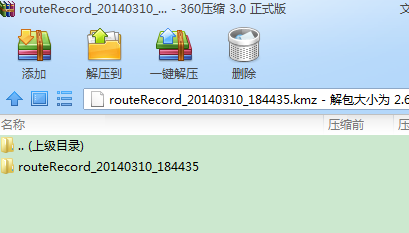 routeRecord_20140310_... - 360压缩 3.0 正式版
添加 解压到 一键解压 删除
routeRecord_20140310_184435.kmz - 解包大小为 2.6
名称 压缩前 压
.. (上级目录)
routeRecord_20140310_184435